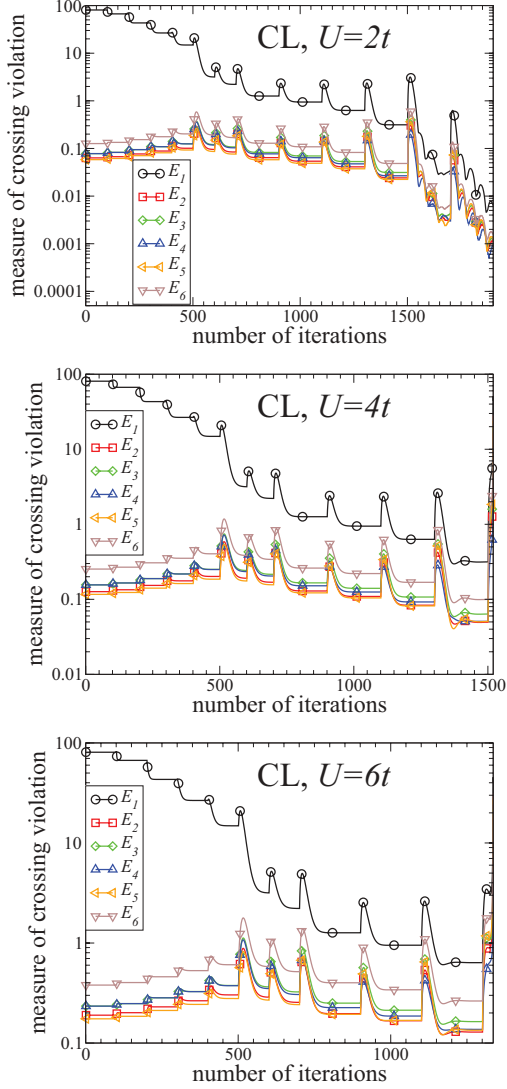 CL, U=2t
measure of crossing violation
100
10
1
0.1
0.01
0.001
0.0001
E1
E2
E3
E4
E5
E6
0 500 1000 1500
number of iterations
CL, U=4t
measure of crossing violation
100
10
1
0.1
0.01
E1
E2
E3
E4
E5
E6
0 500 1000 1500
number of iterations
CL, U=6t
measure of crossing violation
100
10
1
0.1
E1
E2
E3
E4
E5
E6
0 500 1000
number of iterations